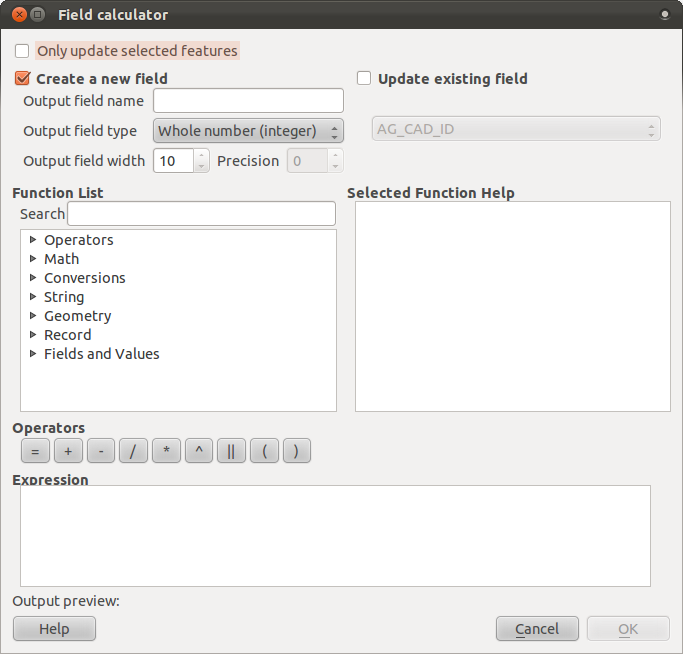 Field calculator
Only update selected features
Create a new field
Update existing field
Output field name
Output field type Whole number (integer)
AG_CAD_ID
Output field width 10 Precision 0
Function List
Selected Function Help
Search
Operators
Math
Conversions
String
Geometry
Record
Fields and Values
Operators
= + - / * ^ || ( )
Expression
Output preview:
Help Cancel OK